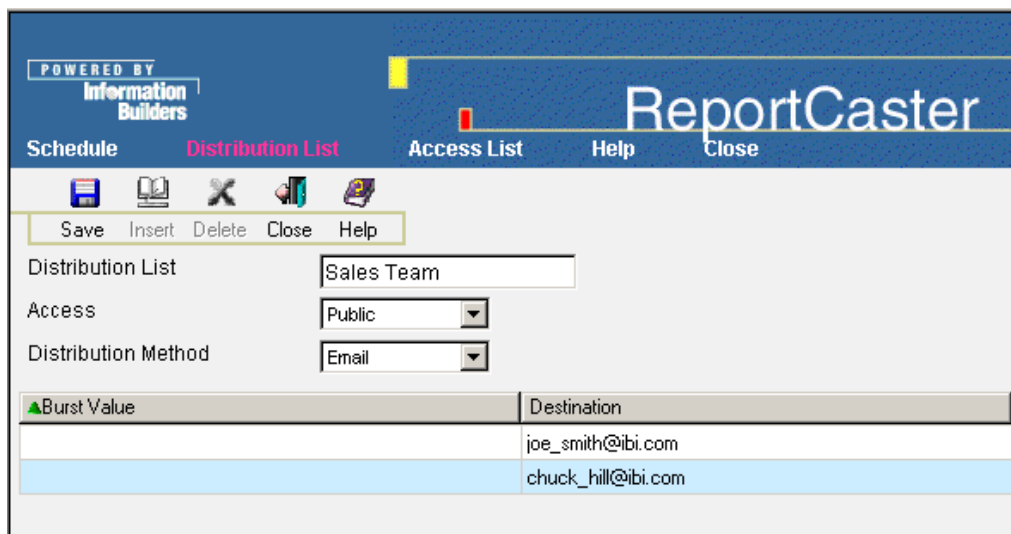 POWERED BY
Information
Builders
ReportCaster
Schedule Distribution List Access List Help Close
Save Insert Delete Close Help
Distribution List Sales Team
Access Public
Distribution Method Email
Burst Value Destination
joe_smith@ibi.com
chuck_hill@ibi.com